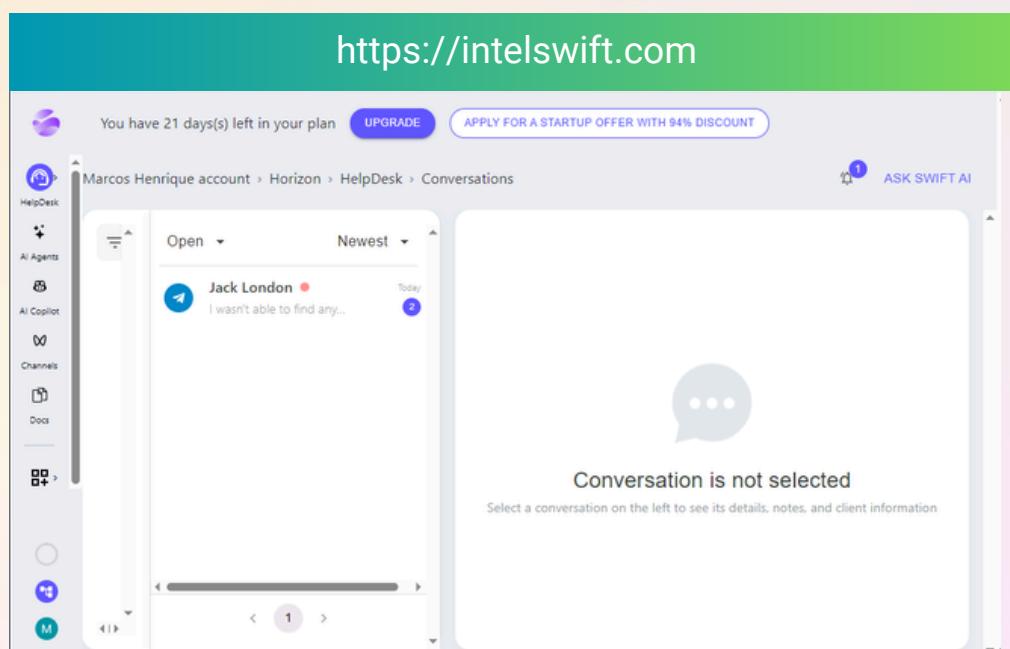 https://intelswift.com
You have 21 days(s) left in your plan UPGRADE APPLY FOR A STARTUP OFFER WITH 94% DISCOUNT
Marcos Henrique account › Horizon › HelpDesk › Conversations 1 ASK SWIFT AI
HelpDesk
AI Agents
AI Copilot
Channels
Docs
M
Open Newest
Jack London Today
I wasn't able to find any... 2
< 1 >
Conversation is not selected
Select a conversation on the left to see its details, notes, and client information